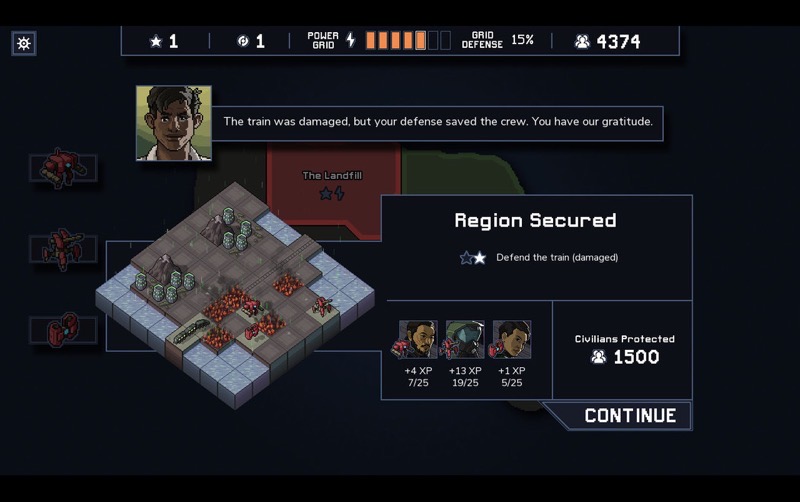 1
1
POWER GRID
GRID DEFENSE 15%
4374
The train was damaged, but your defense saved the crew. You have our gratitude.
The Landfill
Region Secured
Defend the train (damaged)
+4 XP +13 XP +1 XP
7/25 19/25 5/25
Civilians Protected
1500
CONTINUE